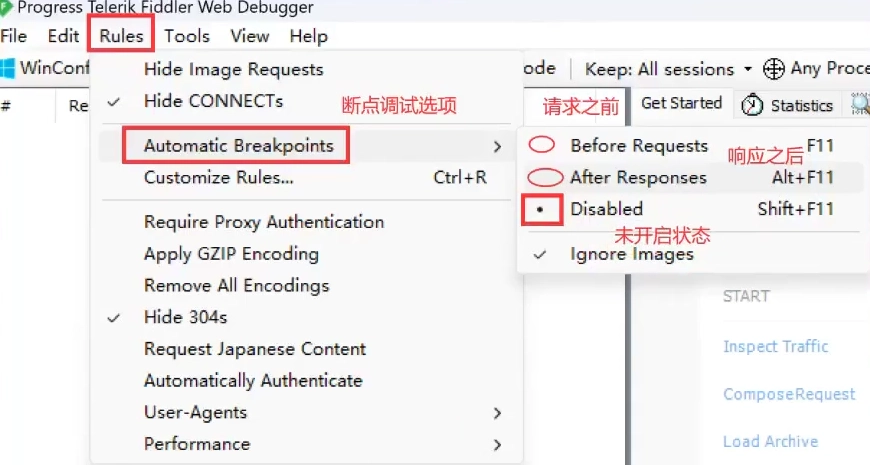 Progress Telerik Fiddler Web Debugger
File Edit Rules Tools View Help
WinConf
ode Keep: All sessions Any Proce
# Re
Get Started Statistics
Hide Image Requests
Hide CONNECTs
断点调试选项
请求之前
Automatic Breakpoints
Customize Rules... Ctrl+R
Require Proxy Authentication
Apply GZIP Encoding
Remove All Encodings
Hide 304s
Request Japanese Content
Automatically Authenticate
User-Agents
Performance
Before Requests F11
响应之后
After Responses Alt+F11
Disabled Shift+F11
未开启状态
Ignore Images
START
Inspect Traffic
ComposeRequest
Load Archive